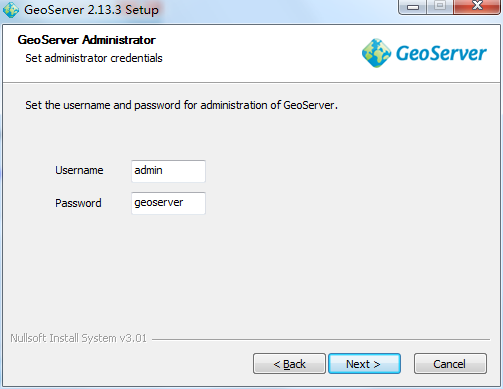 GeoServer 2.13.3 Setup
GeoServer Administrator
Set administrator credentials
GeoServer
Set the username and password for administration of GeoServer.
Username admin
Password geoserver
Nullsoft Install System v3.01
< Back Next > Cancel